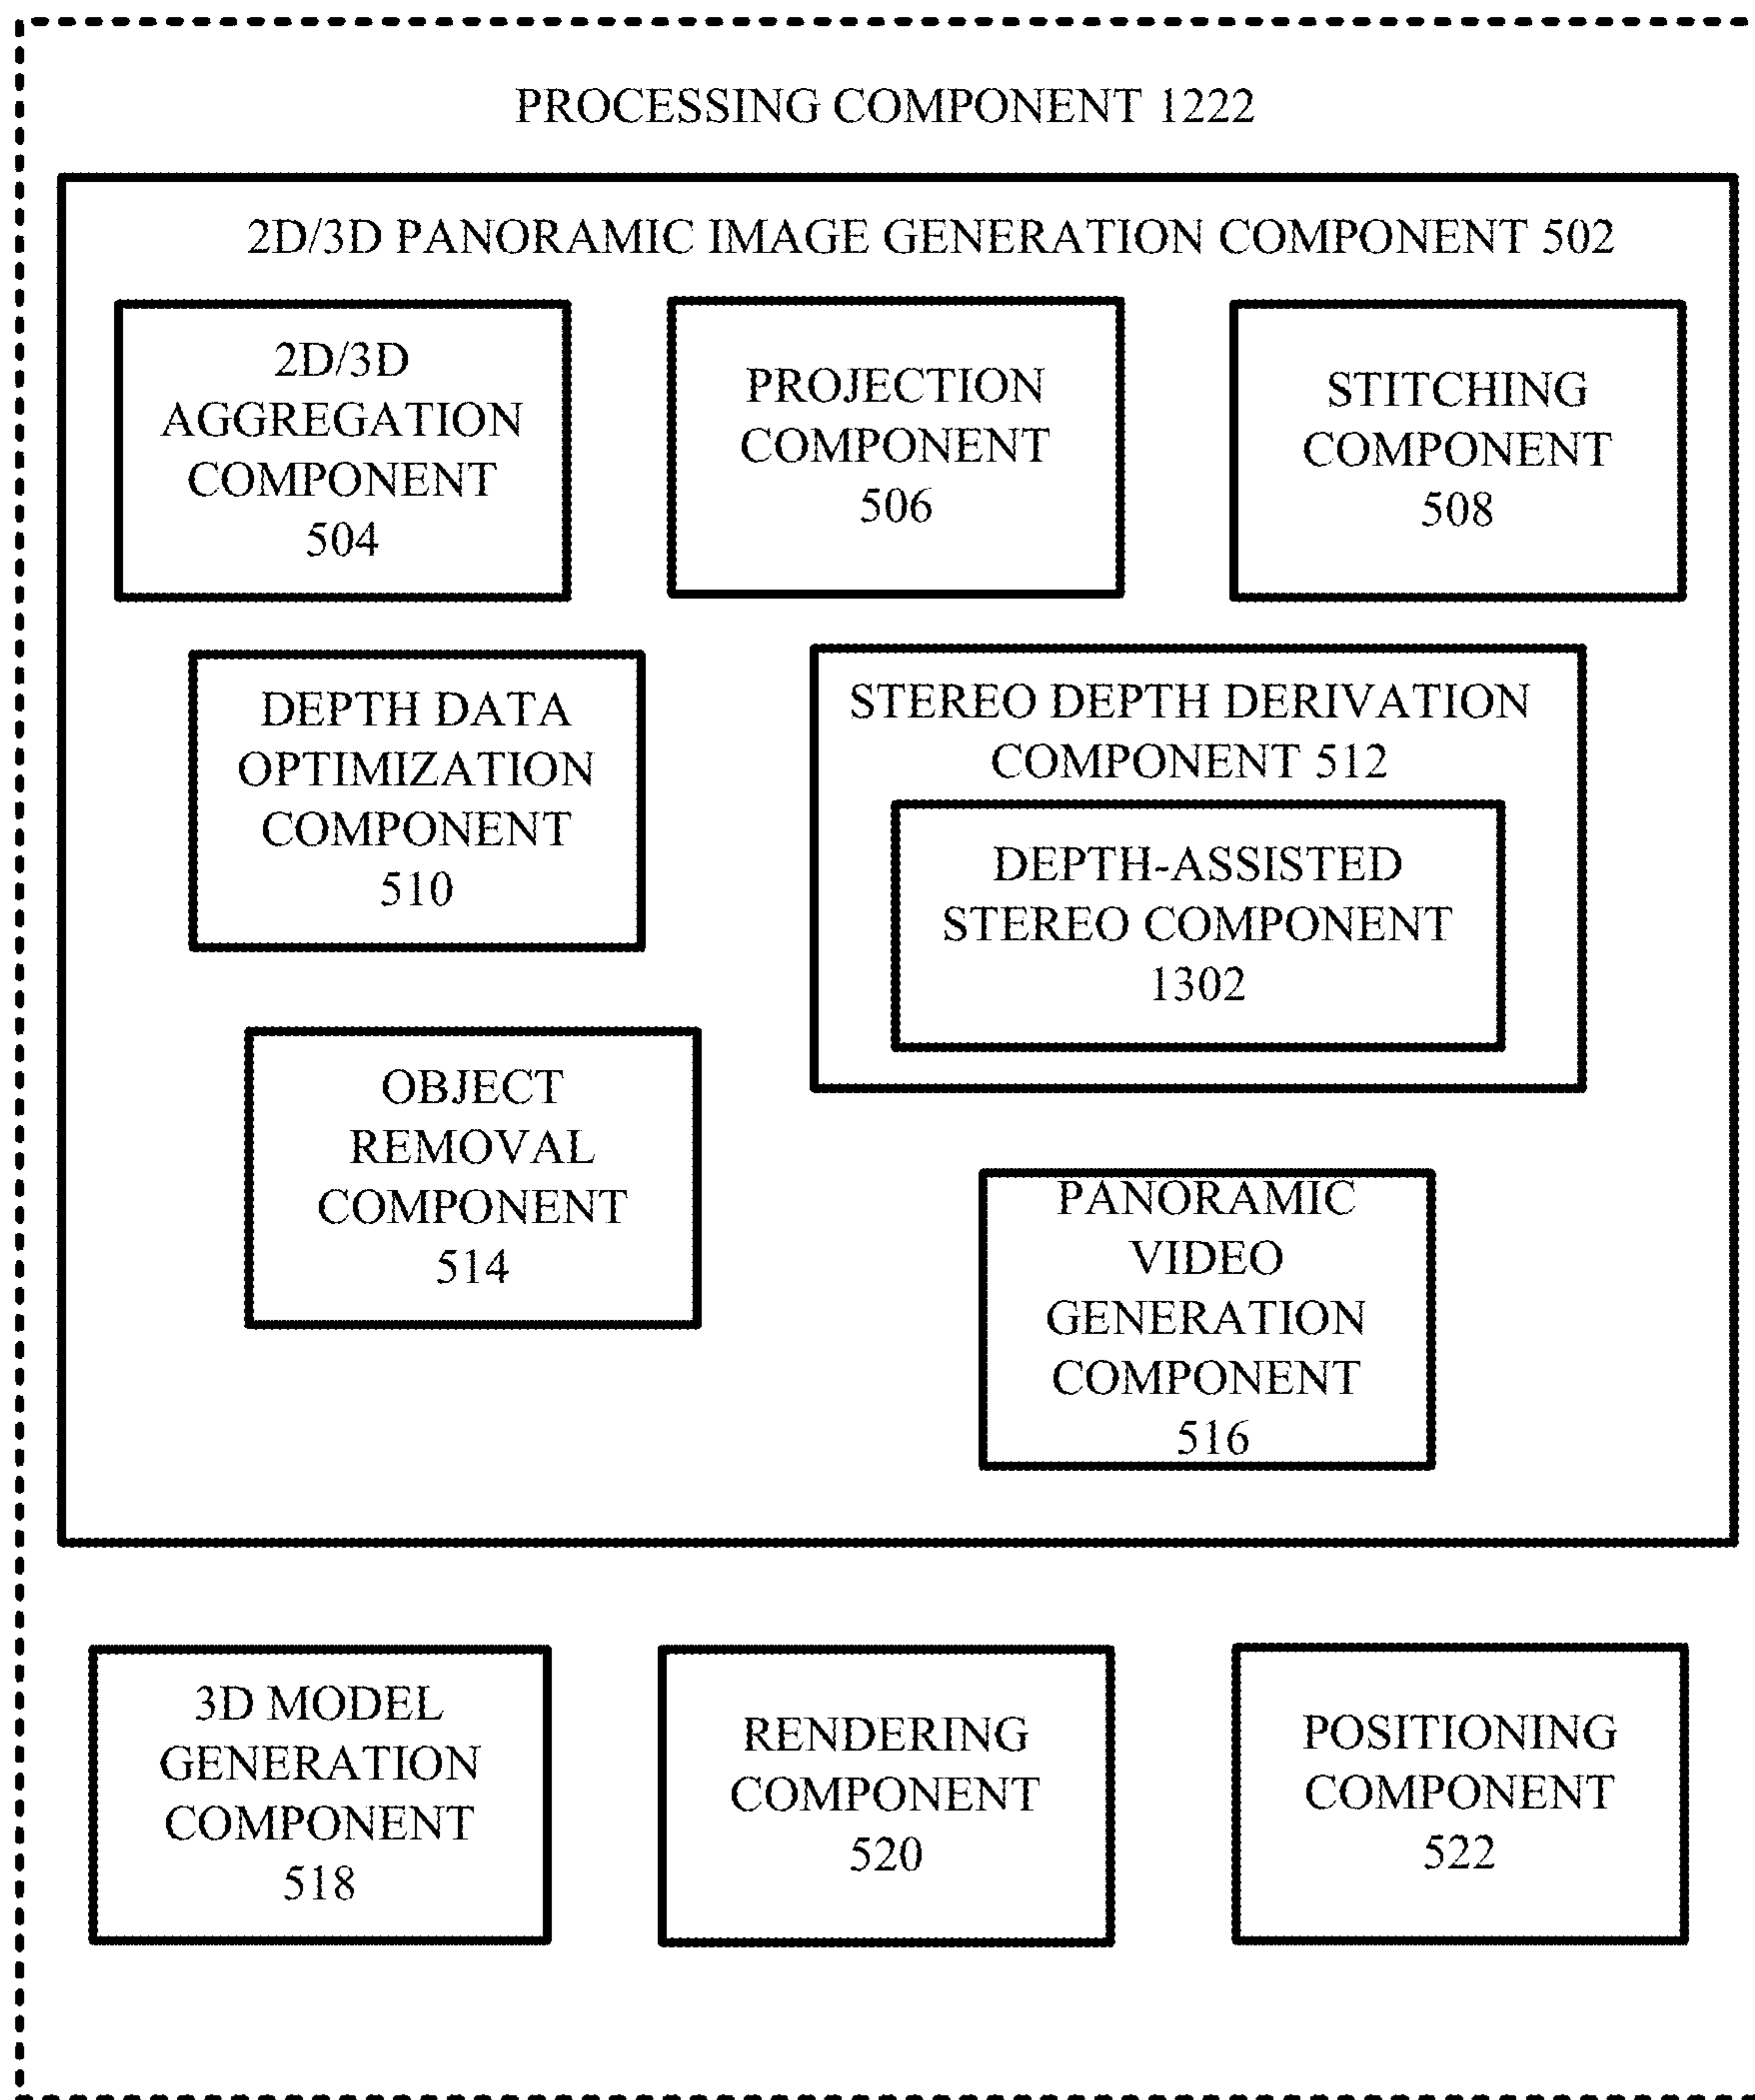 PROCESSING COMPONENT 1222
2D/3D PANORAMIC IMAGE GENERATION COMPONENT 502
2D/3D
AGGREGATION
COMPONENT
504
PROJECTION
COMPONENT
506
STITCHING
COMPONENT
508
DEPTH DATA
OPTIMIZATION
COMPONENT
510
STEREO DEPTH DERIVATION
COMPONENT 512
DEPTH-ASSISTED
STEREO COMPONENT
1302
OBJECT
REMOVAL
COMPONENT
514
PANORAMIC
VIDEO
GENERATION
COMPONENT
516
3D MODEL
GENERATION
COMPONENT
518
RENDERING
COMPONENT
520
POSITIONING
COMPONENT
522